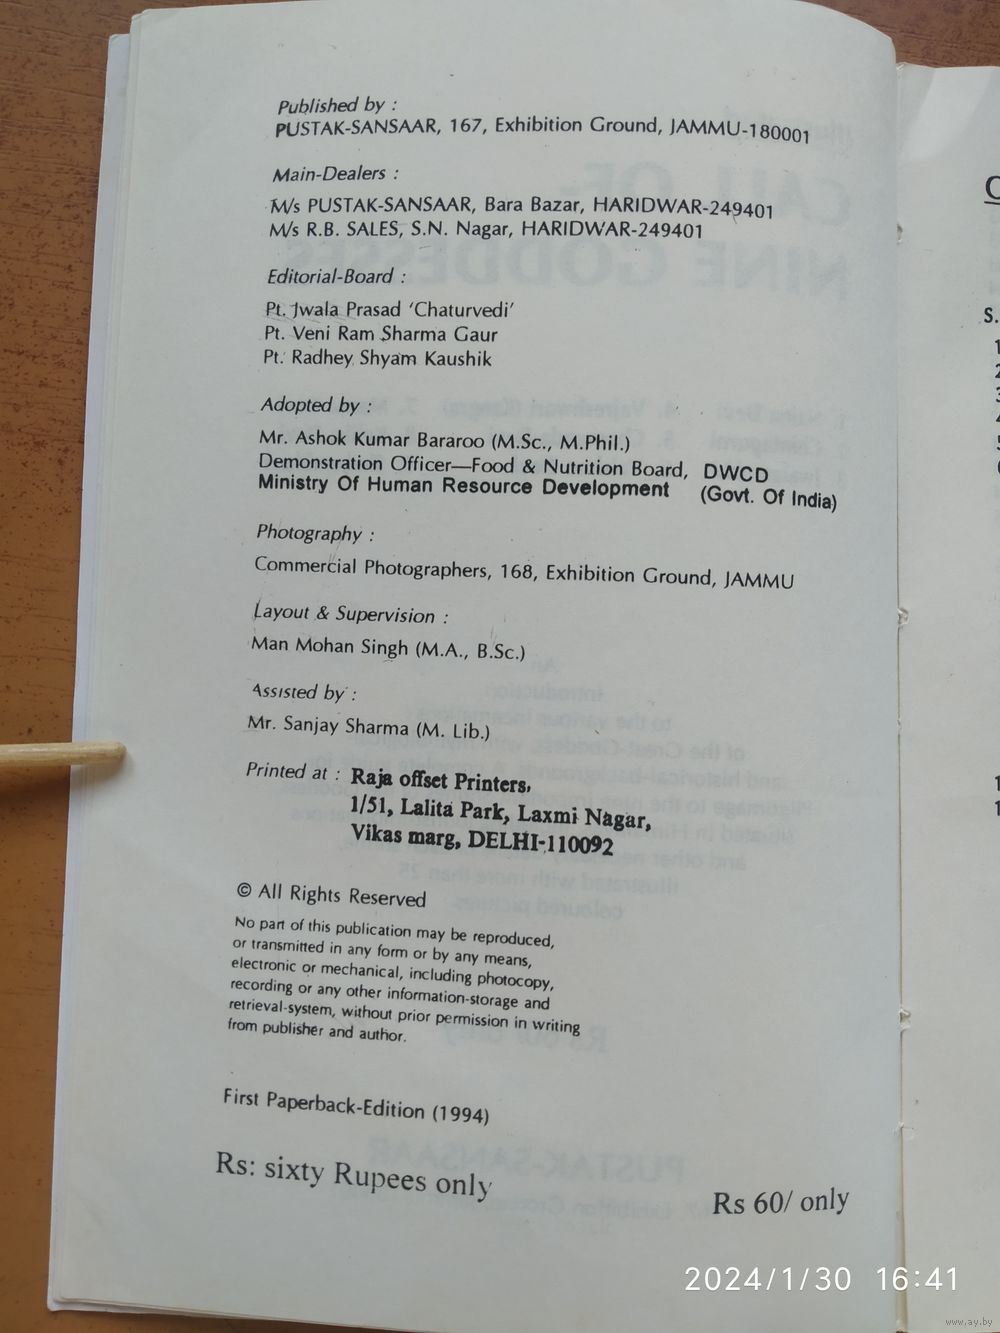 Published by :
PUSTAK-SANSAAR, 167, Exhibition Ground, JAMMU-180001
Main-Dealers :
M/s PUSTAK-SANSAAR, Bara Bazar, HARIDWAR-249401
M/s R.B. SALES, S.N. Nagar, HARIDWAR-249401
Editorial-Board :
Pt. Jwala Prasad ‘Chaturvedi’
Pt. Veni Ram Sharma Gaur
Pt. Radhey Shyam Kaushik
Adopted by :
Mr. Ashok Kumar Bararoo (M.Sc., M.Phil.)
Demonstration Officer—Food & Nutrition Board, DWCD
Ministry Of Human Resource Development (Govt. Of India)
Photography :
Commercial Photographers, 168, Exhibition Ground, JAMMU
Layout & Supervision :
Man Mohan Singh (M.A., B.Sc.)
Assisted by :
Mr. Sanjay Sharma (M. Lib.)
Printed at : Raja offset Printers,
1/51, Lalita Park, Laxmi Nagar,
Vikas marg, DELHI-110092
© All Rights Reserved
No part of this publication may be reproduced,
or transmitted in any form or by any means,
electronic or mechanical, including photocopy,
recording or any other information-storage and
retrieval-system, without prior permission in writing
from publisher and author.
First Paperback-Edition (1994)
Rs: sixty Rupees only
Rs 60/ only
S.
2024/1/30 16:41
www.ay.by